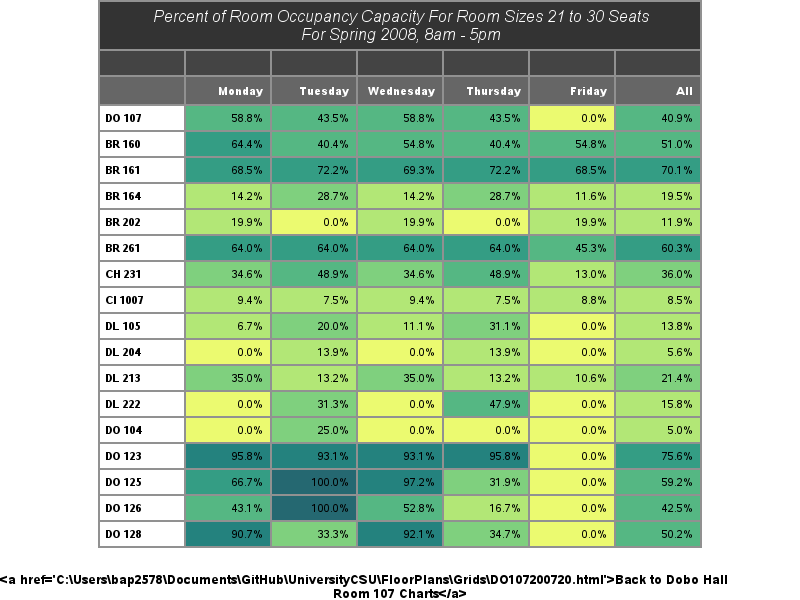 Percent of Room Occupancy Capacity For Room Sizes 21 to 30 Seats
For Spring 2008, 8am - 5pm
Monday Tuesday Wednesday Thursday Friday All
DO 107 58.8% 43.5% 58.8% 43.5% 0.0% 40.9%
BR 160 64.4% 40.4% 54.8% 40.4% 54.8% 51.0%
BR 161 68.5% 72.2% 69.3% 72.2% 68.5% 70.1%
BR 164 14.2% 28.7% 14.2% 28.7% 11.6% 19.5%
BR 202 19.9% 0.0% 19.9% 0.0% 19.9% 11.9%
BR 261 64.0% 64.0% 64.0% 64.0% 45.3% 60.3%
CH 231 34.6% 48.9% 34.6% 48.9% 13.0% 36.0%
CI 1007 9.4% 7.5% 9.4% 7.5% 8.8% 8.5%
DL 105 6.7% 20.0% 11.1% 31.1% 0.0% 13.8%
DL 204 0.0% 13.9% 0.0% 13.9% 0.0% 5.6%
DL 213 35.0% 13.2% 35.0% 13.2% 10.6% 21.4%
DL 222 0.0% 31.3% 0.0% 47.9% 0.0% 15.8%
DO 104 0.0% 25.0% 0.0% 0.0% 0.0% 5.0%
DO 123 95.8% 93.1% 93.1% 95.8% 0.0% 75.6%
DO 125 66.7% 100.0% 97.2% 31.9% 0.0% 59.2%
DO 126 43.1% 100.0% 52.8% 16.7% 0.0% 42.5%
DO 128 90.7% 33.3% 92.1% 34.7% 0.0% 50.2%
<a href='C:\Users\bap2578\Documents\GitHub\UniversityCSU\FloorPlans\Grids\DO107200720.html'>Back to Dobo Hall
Room 107 Charts</a>